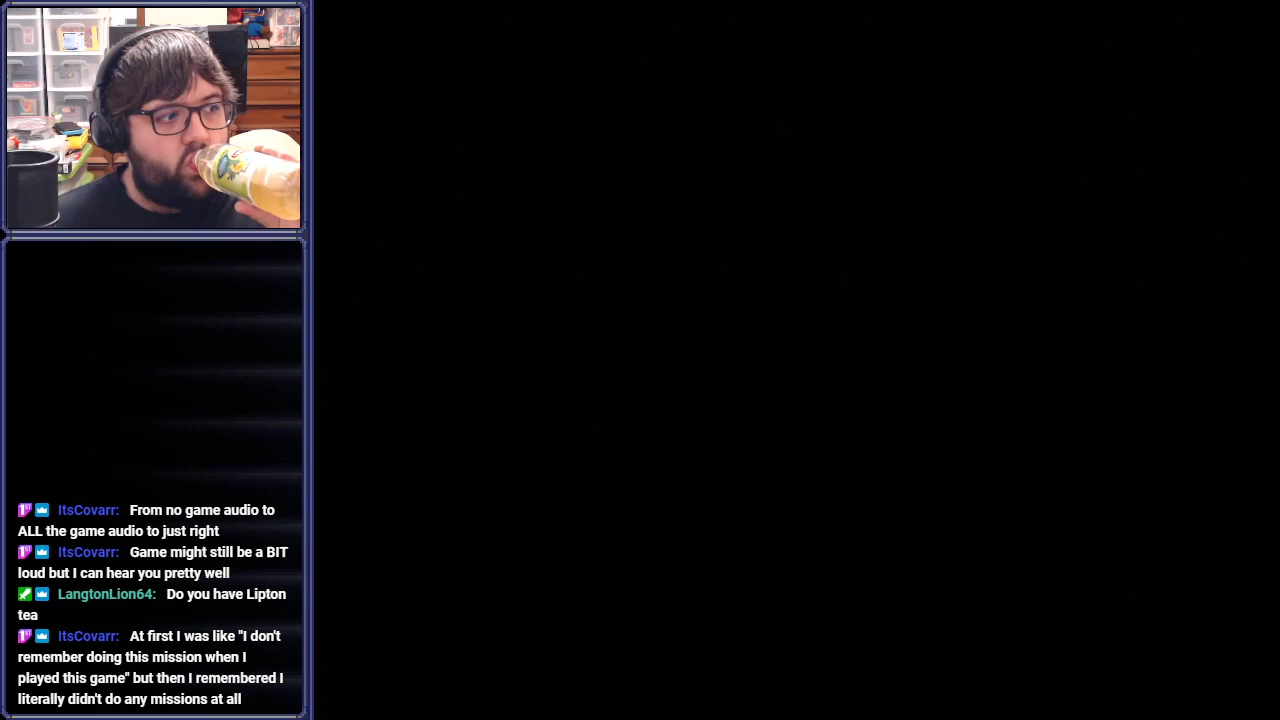 ItsCovarr: From no game audio to
ALL the game audio to just right
ItsCovarr: Game might still be a BIT
loud but I can hear you pretty well
LangtonLion64: Do you have Lipton
tea
ItsCovarr: At first I was like "I don't
remember doing this mission when I
played this game" but then I remembered I
literally didn't do any missions at all